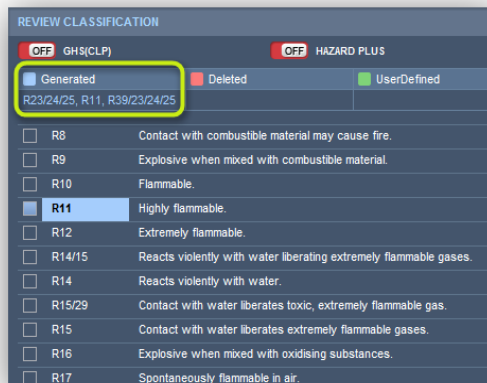 REVIEW CLASSIFICATION
OFF GHS(CLP) OFF HAZARD PLUS
Generated Deleted UserDefined
R23/24/25, R11, R39/23/24/25
R8 Contact with combustible material may cause fire.
R9 Explosive when mixed with combustible material.
R10 Flammable.
R11 Highly flammable.
R12 Extremely flammable.
R14/15 Reacts violently with water liberating extremely flammable gases.
R14 Reacts violently with water.
R15/29 Contact with water liberates toxic, extremely flammable gas.
R15 Contact with water liberates extremely flammable gases.
R16 Explosive when mixed with oxidising substances.
R17 Spontaneously flammable in air.